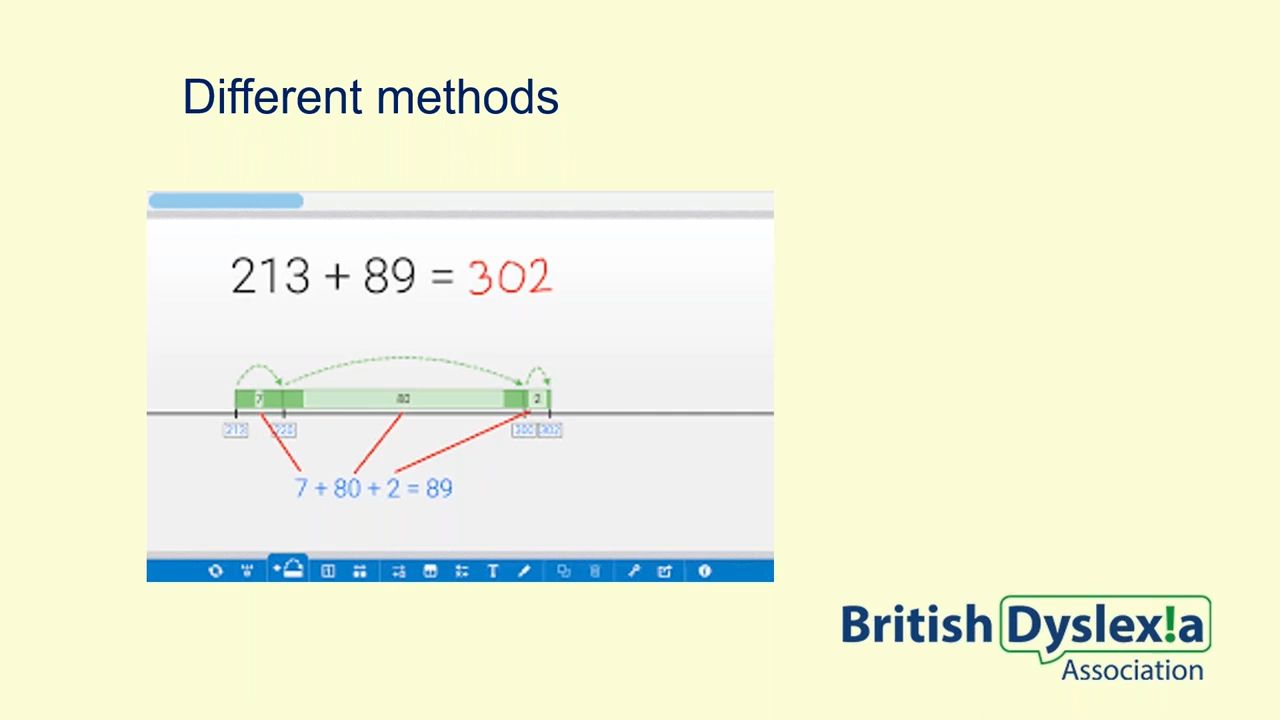 Different methods
213 + 89 = 302
7 80 2
213 220 300 302
7 + 80 + 2 = 89
British Dyslex!a
Association